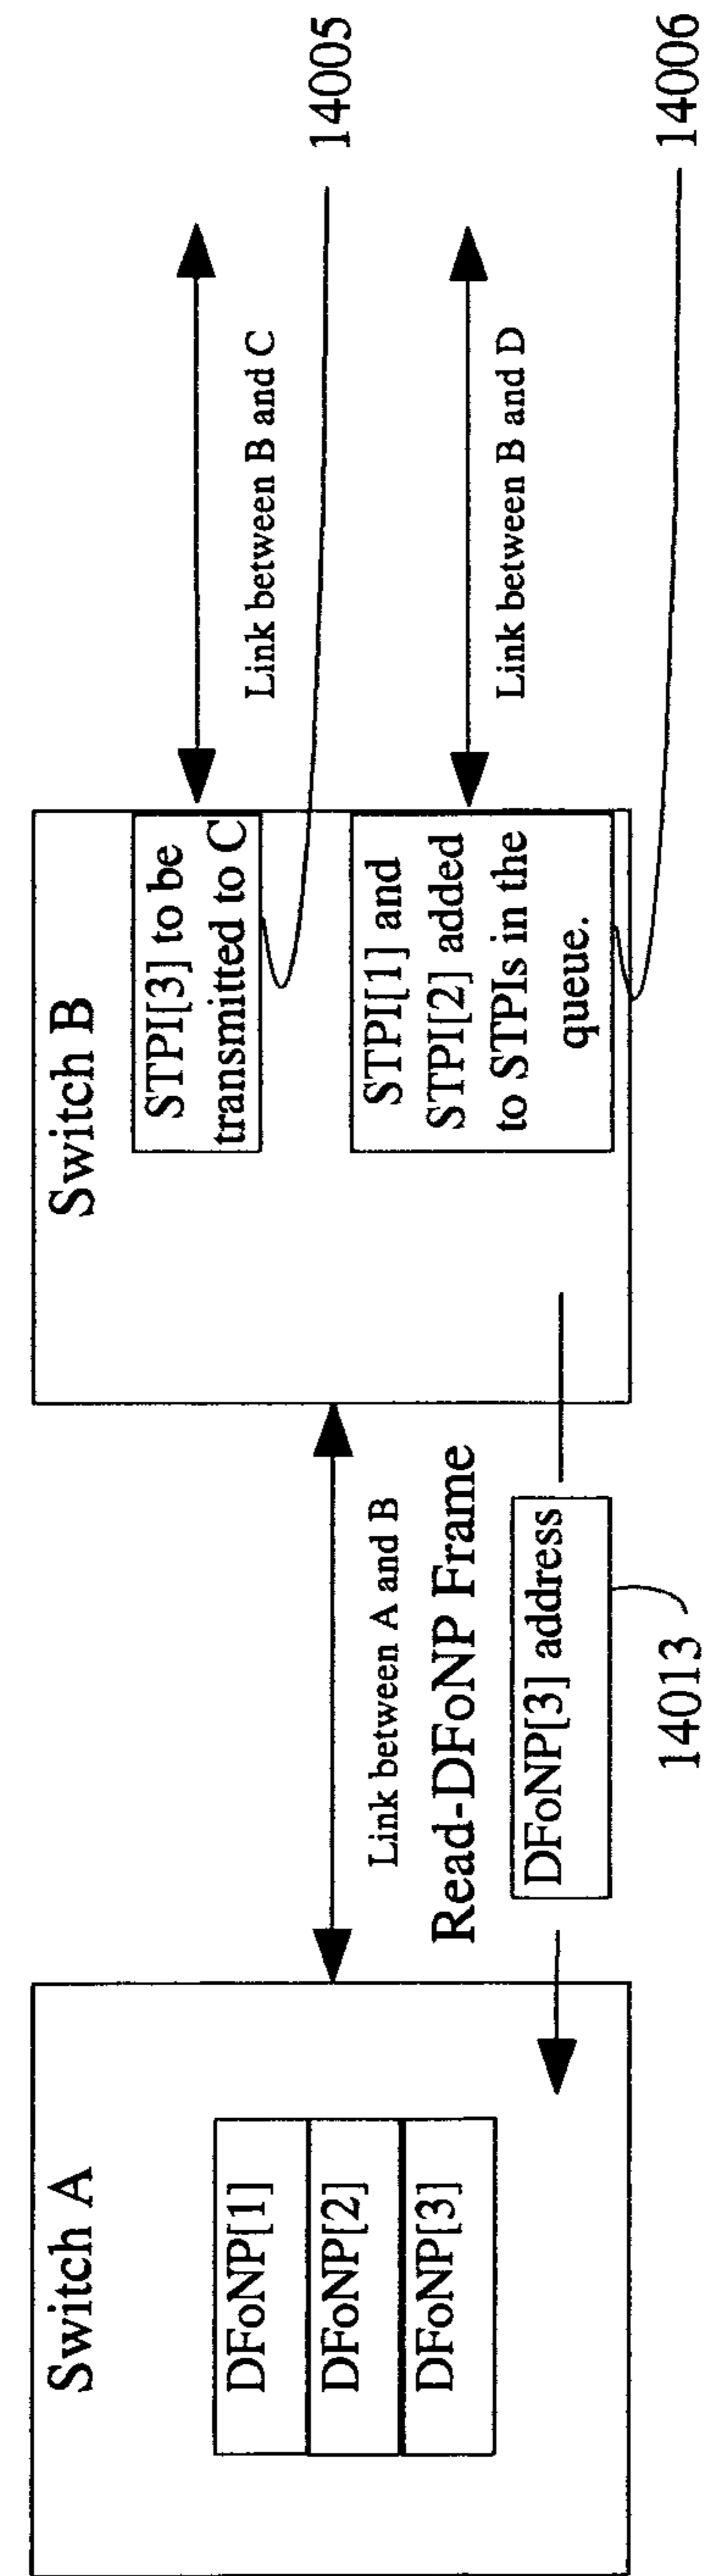 Switch A
DFoNP[1]
DFoNP[2]
DFoNP[3]
Link between A and B
Read-DFoNP Frame
DFoNP[3] address
14013
Switch B
STPI[3] to be
transmitted to C
STPI[1] and
STPI[2] added
to STPIs in the
queue.
Link between B and C
14005
Link between B and D
14006